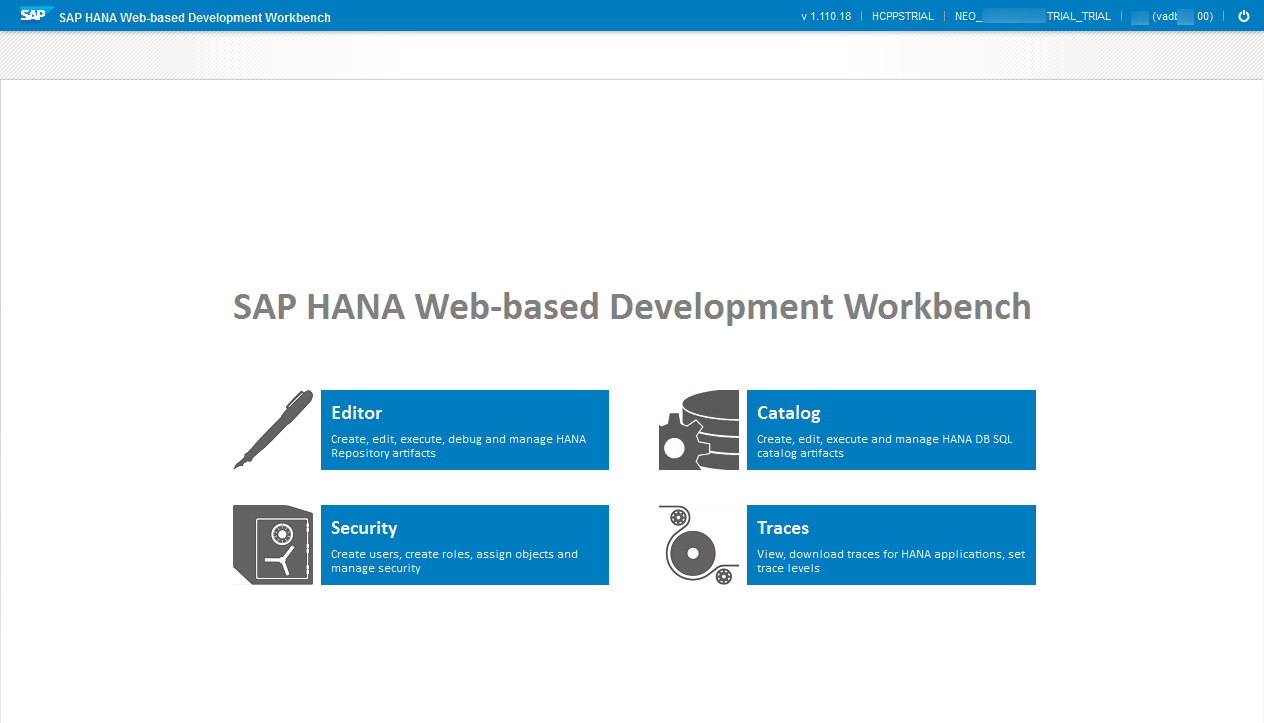 SAP SAP HANA Web-based Development Workbench v 1.110.18 | HCPPSTRIAL | NEO_ TRIAL_TRIAL | (vadb 00) |
SAP HANA Web-based Development Workbench
Editor
Create, edit, execute, debug and manage HANA
Repository artifacts
Catalog
Create, edit, execute and manage HANA DB SQL
catalog artifacts
Security
Create users, create roles, assign objects and
manage security
Traces
View, download traces for HANA applications, set
trace levels